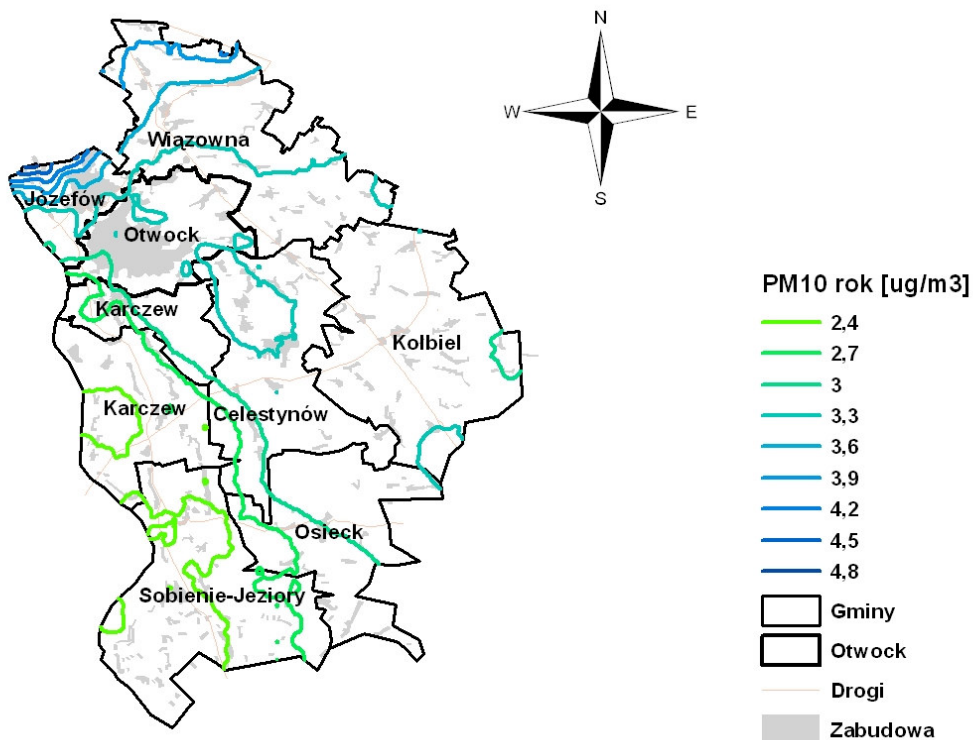 N
W
E
S
Wiązowna
Józefów
Otwock
Karczew
Kołbiel
Karczew
Celestynów
Osieck
Sobienie-Jeziory
PM10 rok [ug/m3]
2,4
2,7
3
3,3
3,6
3,9
4,2
4,5
4,8
Gminy
Otwock
Drogi
Zabudowa